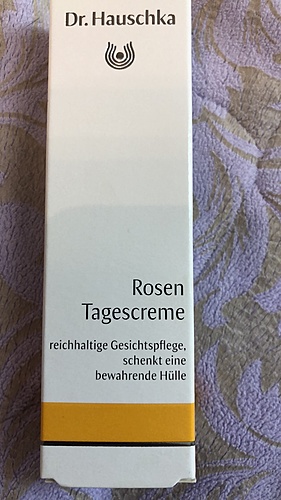 Dr. Hauschka
Rosen
Tagescreme
reichhaltige Gesichtspflege,
schenkt eine
bewahrende Hülle